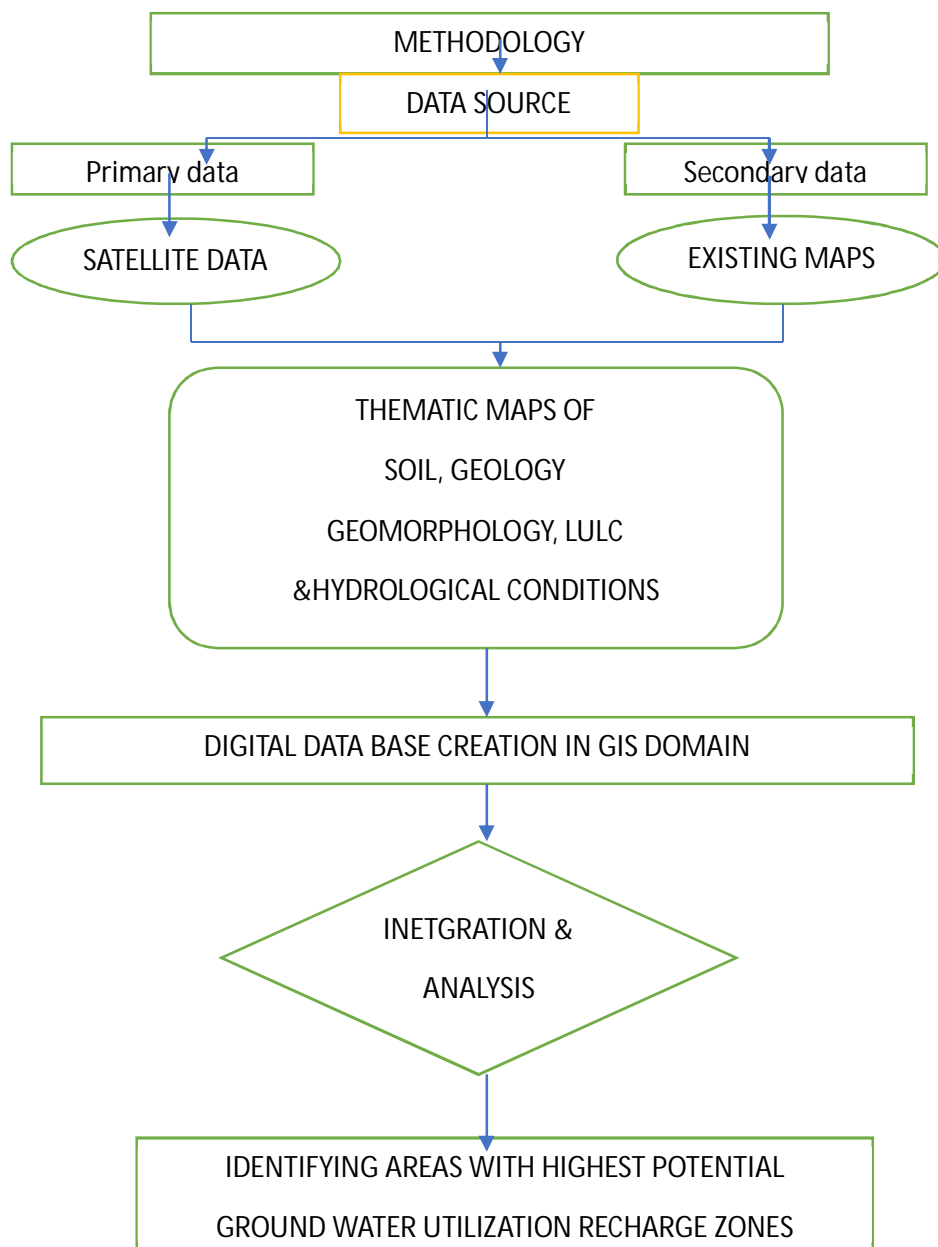 METHODOLOGY
DATA SOURCE
Primary data
Secondary data
SATELLITE DATA
EXISTING MAPS
THEMATIC MAPS OF
SOIL, GEOLOGY
GEOMORPHOLOGY, LULC
&HYDROLOGICAL CONDITIONS
DIGITAL DATA BASE CREATION IN GIS DOMAIN
INETGRATION &
ANALYSIS
IDENTIFYING AREAS WITH HIGHEST POTENTIAL
GROUND WATER UTILIZATION RECHARGE ZONES